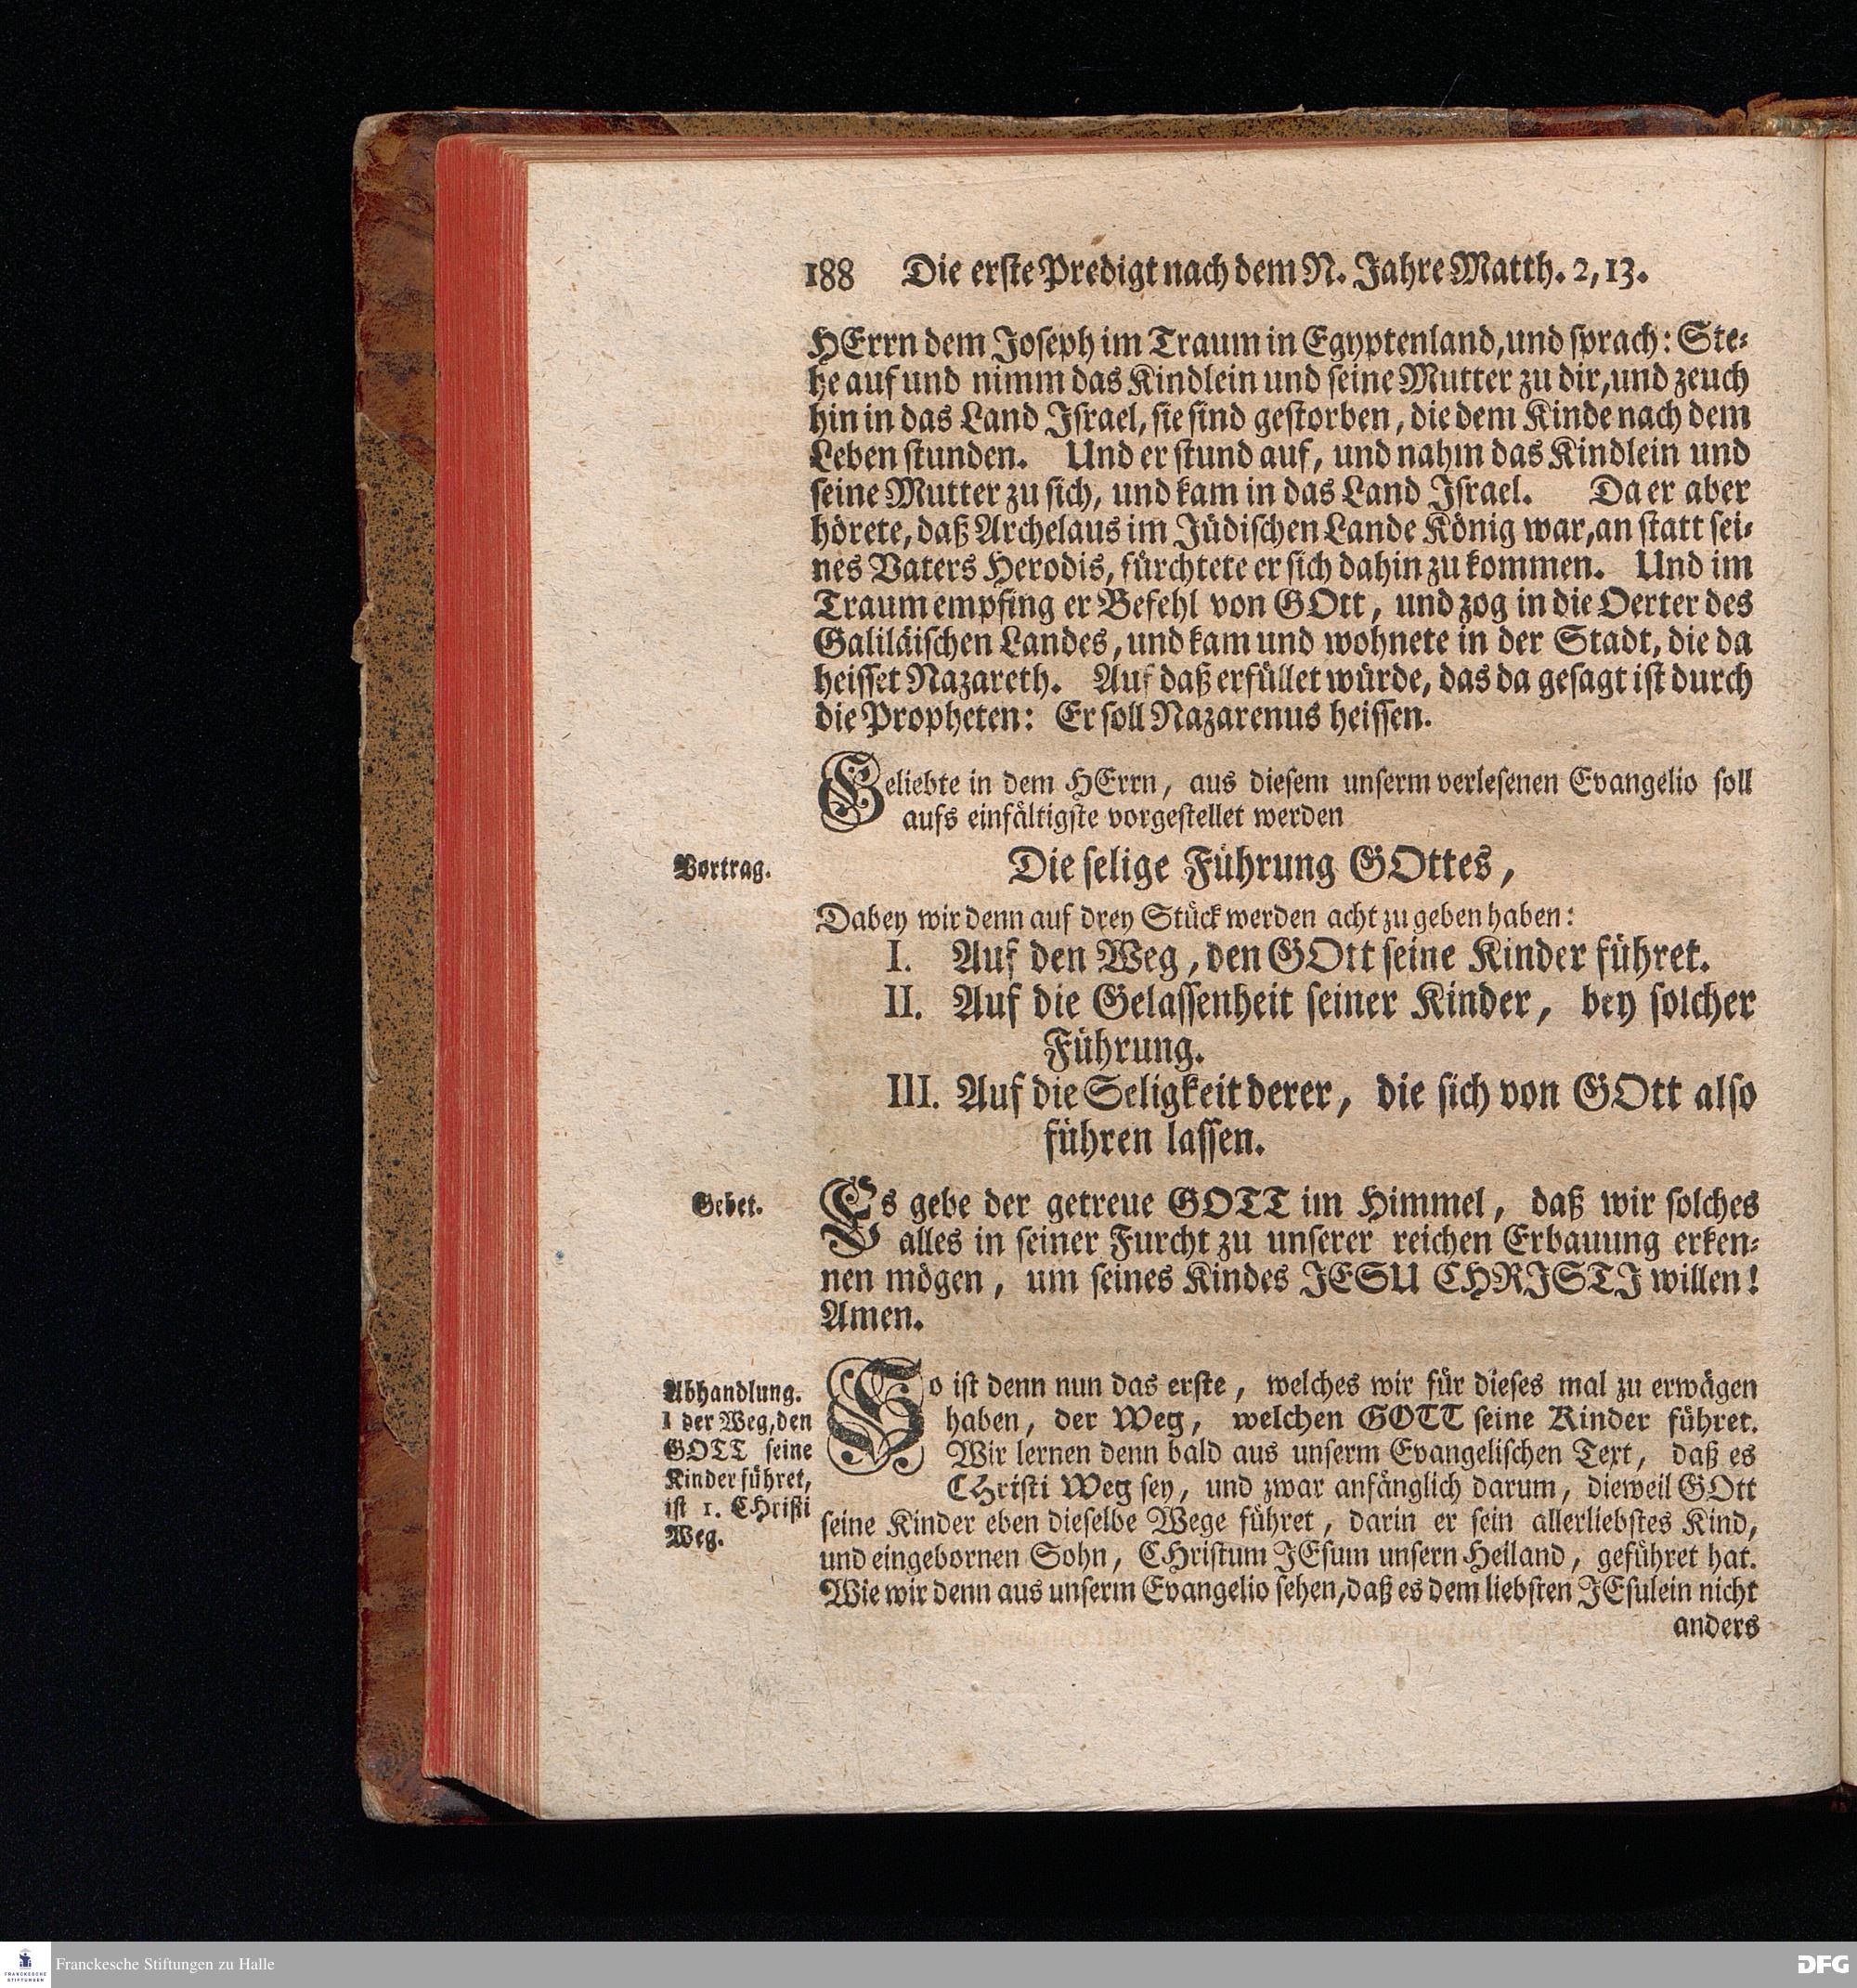 188 Die erste Predigt nach dem N. Jahre Matth. 2, 13.
HErrn dem Joseph im Traum in Egyptenland, und sprach: Ste-
he auf und nimm das Kindlein und seine Mutter zu dir, und zeuch
hin in das Land Israel, sie sind gestorben, die dem Kinde nach dem
Leben stunden. Und er stund auf, und nahm das Kindlein und
seine Mutter zu sich, und kam in das Land Israel. Da er aber
hörete, daß Archelaus im Jüdischen Lande König war, an statt sei-
nes Vaters Herodis, fürchtete er sich dahin zu kommen. Und im
Traum empfing er Befehl von GOtt, und zog in die Oerter des
Galiläischen Landes, und kam und wohnete in der Stadt, die da
heisset Nazareth. Auf daß erfüllet würde, das da gesagt ist durch
die Propheten: Er soll Nazarenus heissen.
Geliebte in dem HErrn, aus diesem unserm verlesenen Evangelio soll
aufs einfältigste vorgestellet werden
Vortrag.
Die selige Führung GOttes,
Dabey wir denn auf drey Stück werden acht zu geben haben:
I. Auf den Weg, den GOtt seine Kinder führet.
II. Auf die Gelassenheit seiner Kinder, bey solcher
Führung.
III. Auf die Seligkeit derer, die sich von GOtt also
führen lassen.
Gebet.
Es gebe der getreue GOTT im Himmel, daß wir solches
alles in seiner Furcht zu unserer reichen Erbauung erken-
nen mögen, um seines Kindes JESU CHRISTI willen!
Amen.
Abhandlung.
1 der Weg, den
GOTT seine
Kinder führet,
ist 1. CHristi
Weg.
So ist denn nun das erste, welches wir für dieses mal zu erwägen
haben, der Weg, welchen GOTT seine Kinder führet.
Wir lernen denn bald aus unserm Evangelischen Text, daß es
CHristi Weg sey, und zwar anfänglich darum, dieweil GOtt
seine Kinder eben dieselbe Wege führet, darin er sein allerliebstes Kind,
und eingebornen Sohn, CHristum JEsum unsern Heiland, geführet hat.
Wie wir denn aus unserm Evangelio sehen, daß es dem liebsten JEsulein nicht
anders
FRANCKESCHE
STIFTUNGEN
Franckesche Stiftungen zu Halle
DFG